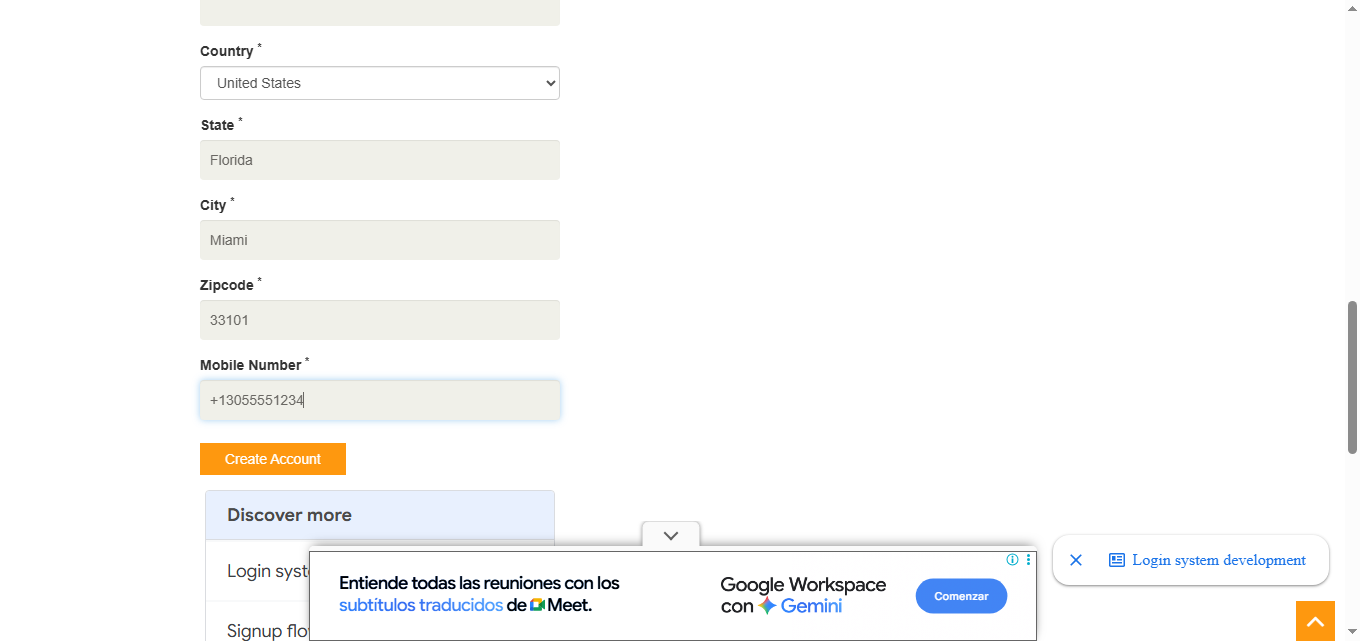 Country *
United States
State *
Florida
City *
Miami
Zipcode *
33101
Mobile Number *
+13055551234
Create Account
Discover more
Login syst
Signup flo
Entiende todas las reuniones con los
subtítulos traducidos de Meet.
Google Workspace
con Gemini
Comenzar
Login system development